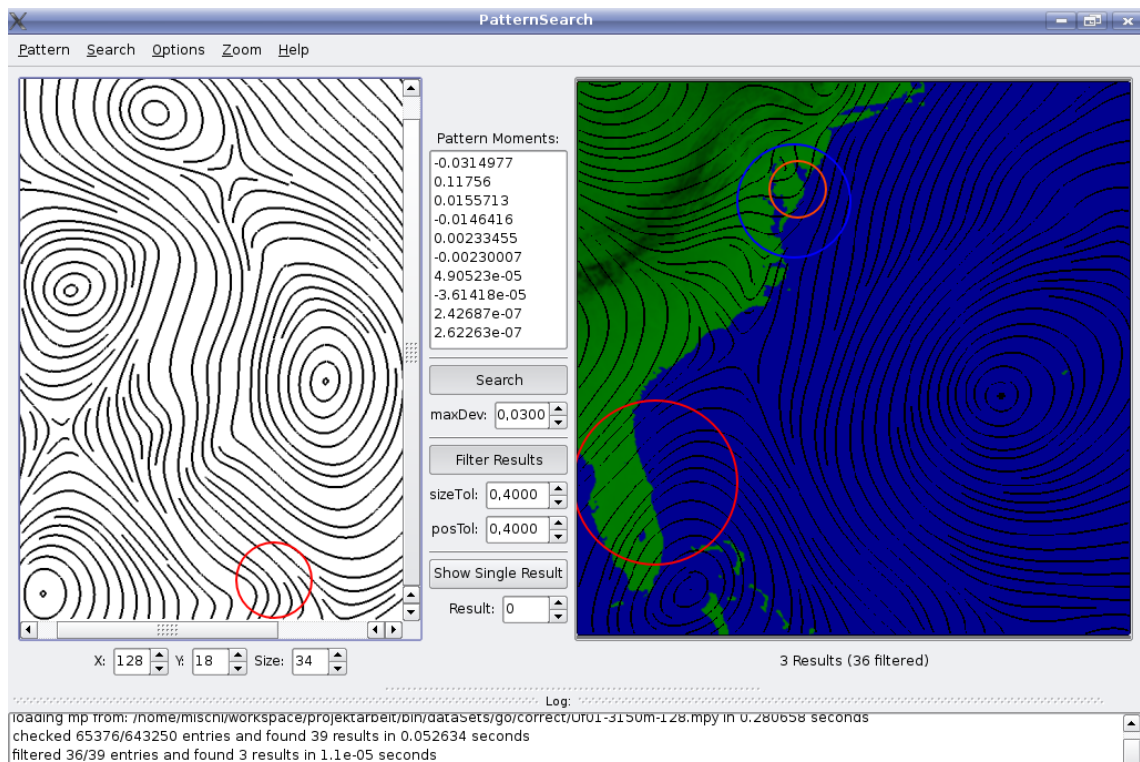 PatternSearch
Pattern Search Options Zoom Help
Pattern Moments:
-0.0314977
0.11756
0.0155713
-0.0146416
0.00233455
-0.00230007
4.90523e-05
-3.61418e-05
2.42687e-07
2.62263e-07
Search
maxDev: 0,0300
Filter Results
sizeTol: 0,4000
posTol: 0,4000
Show Single Result
Result: 0
X: 128 Y: 18 Size: 34
3 Results (36 filtered)
Log:
loading mp from: /home/mischi/workspace/projektarbeit/bin/dataSets/go/correct/Uf01-3150m-128.mpy in 0.280658 seconds
checked 65376/643250 entries and found 39 results in 0.052634 seconds
filtered 36/39 entries and found 3 results in 1.1e-05 seconds